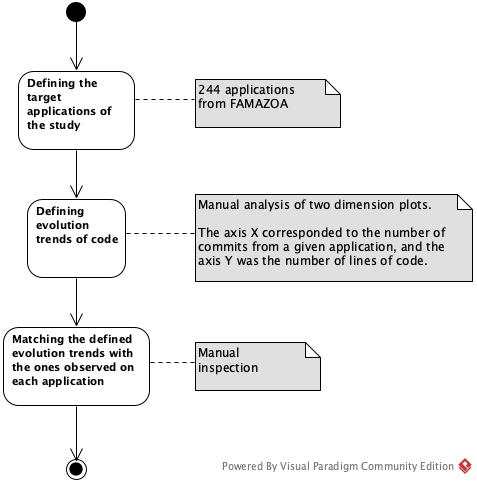 Defining the
target
applications of
the study
244 applications
from FAMAZOA
Defining
evolution
trends of code
Manual analysis of two dimension plots.
The axis X corresponded to the number of
commits from a given application, and the
axis Y was the number of lines of code.
Matching the defined
evolution trends with
the ones observed on
each application
Manual
inspection
Powered By Visual Paradigm Community Edition